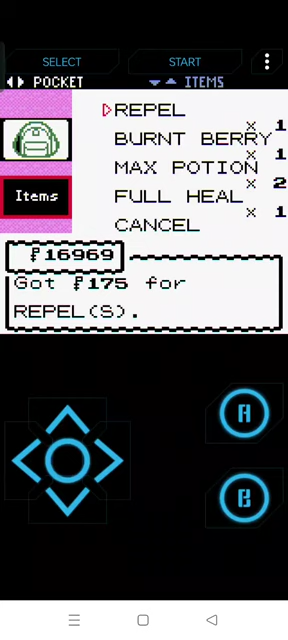 SELECT START
POCKET ITEMS
REPEL
× 1
BURNT BERRY
× 1
MAX POTION
× 2
FULL HEAL
× 1
CANCEL
Items
₽16969
Got ₽175 for
REPEL(S).
A
B